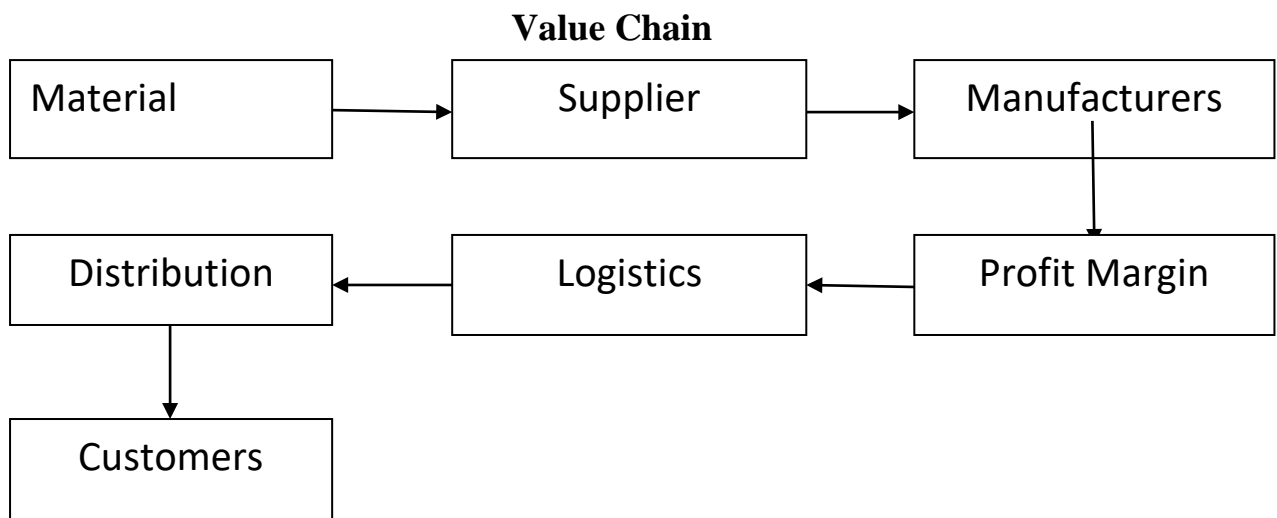 Value Chain
Material
Supplier
Manufacturers
Profit Margin
Logistics
Distribution
Customers